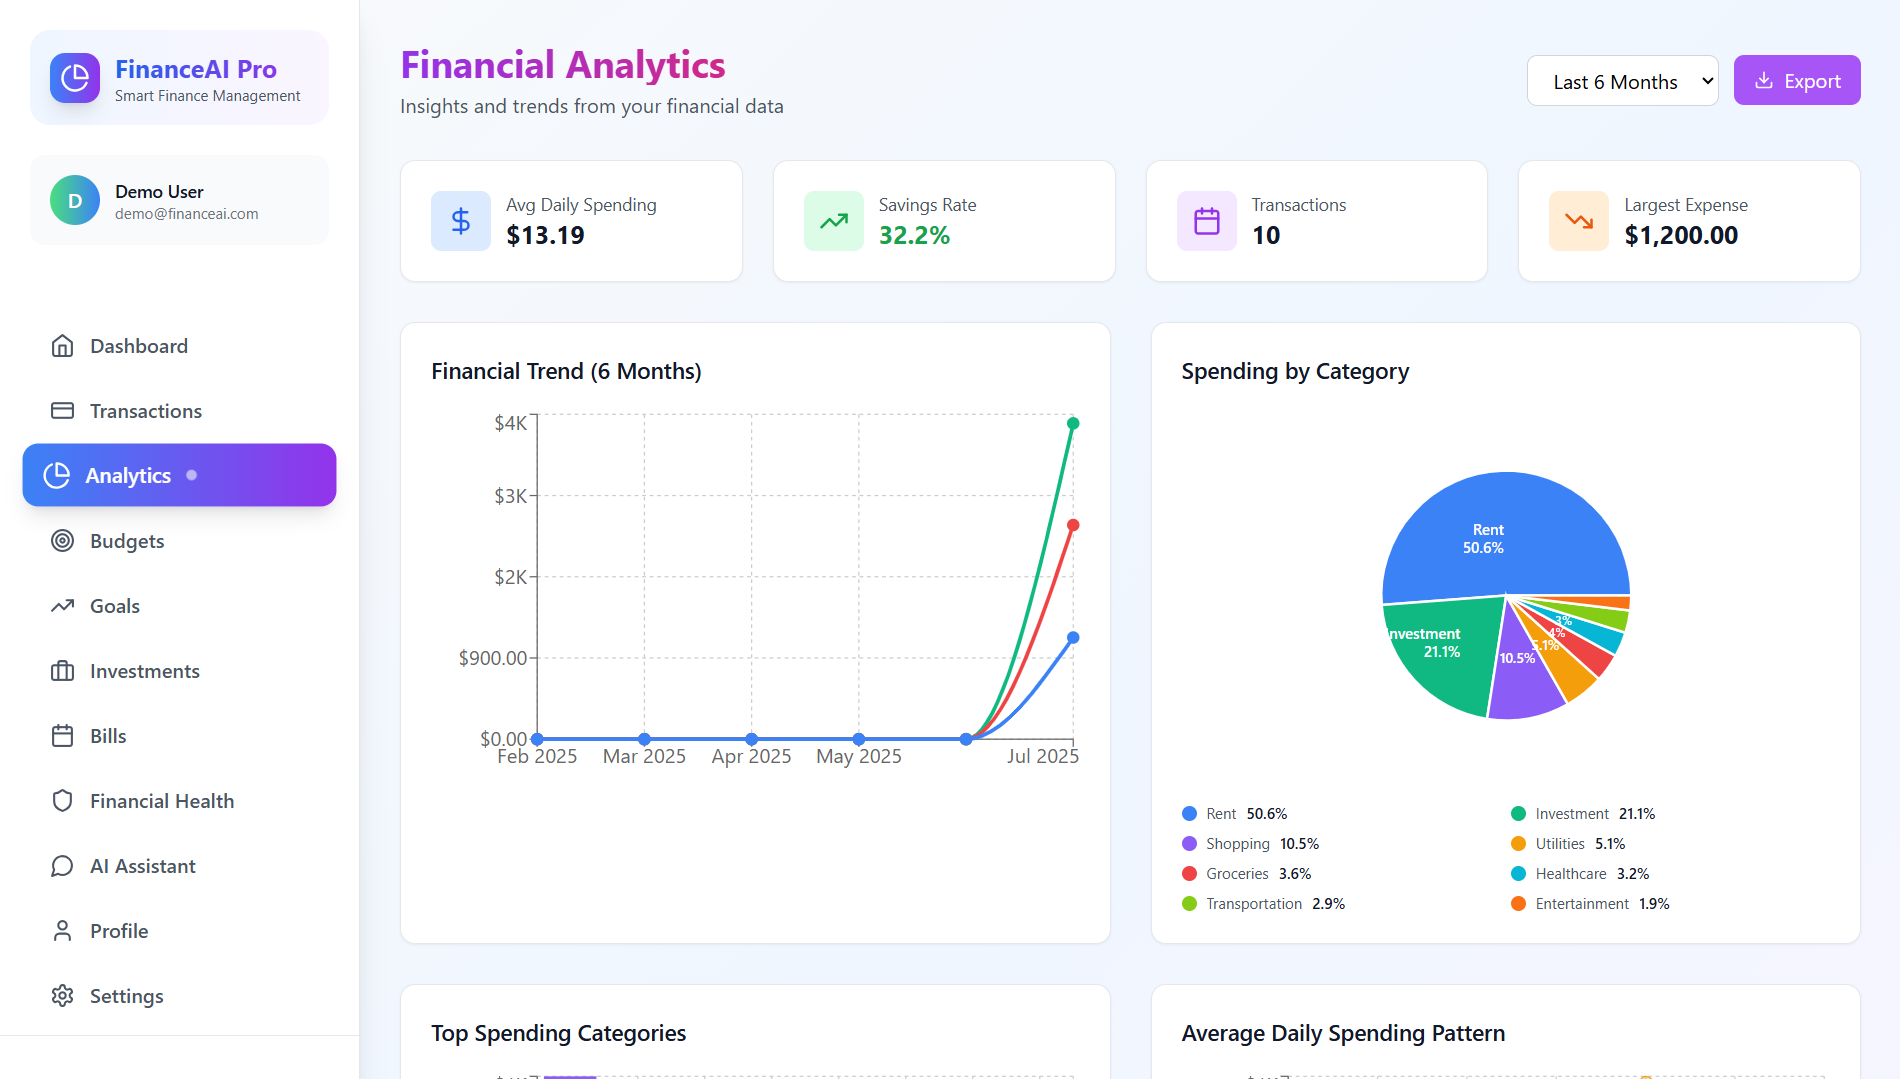 FinanceAI Pro
Smart Finance Management
D
Demo User
demo@financeai.com
Dashboard
Transactions
Analytics
Budgets
Goals
Investments
Bills
Financial Health
AI Assistant
Profile
Settings
Financial Analytics
Insights and trends from your financial data
Last 6 Months
Export
Avg Daily Spending
$13.19
Savings Rate
32.2%
Transactions
10
Largest Expense
$1,200.00
Financial Trend (6 Months)
$4K
$3K
$2K
$900.00
$0.00
Feb 2025 Mar 2025 Apr 2025 May 2025 Jul 2025
Spending by Category
Rent
50.6%
nvestment
21.1%
10.5%
5.1%
4%
3%
Rent 50.6%
Investment 21.1%
Shopping 10.5%
Utilities 5.1%
Groceries 3.6%
Healthcare 3.2%
Transportation 2.9%
Entertainment 1.9%
Top Spending Categories
Average Daily Spending Pattern